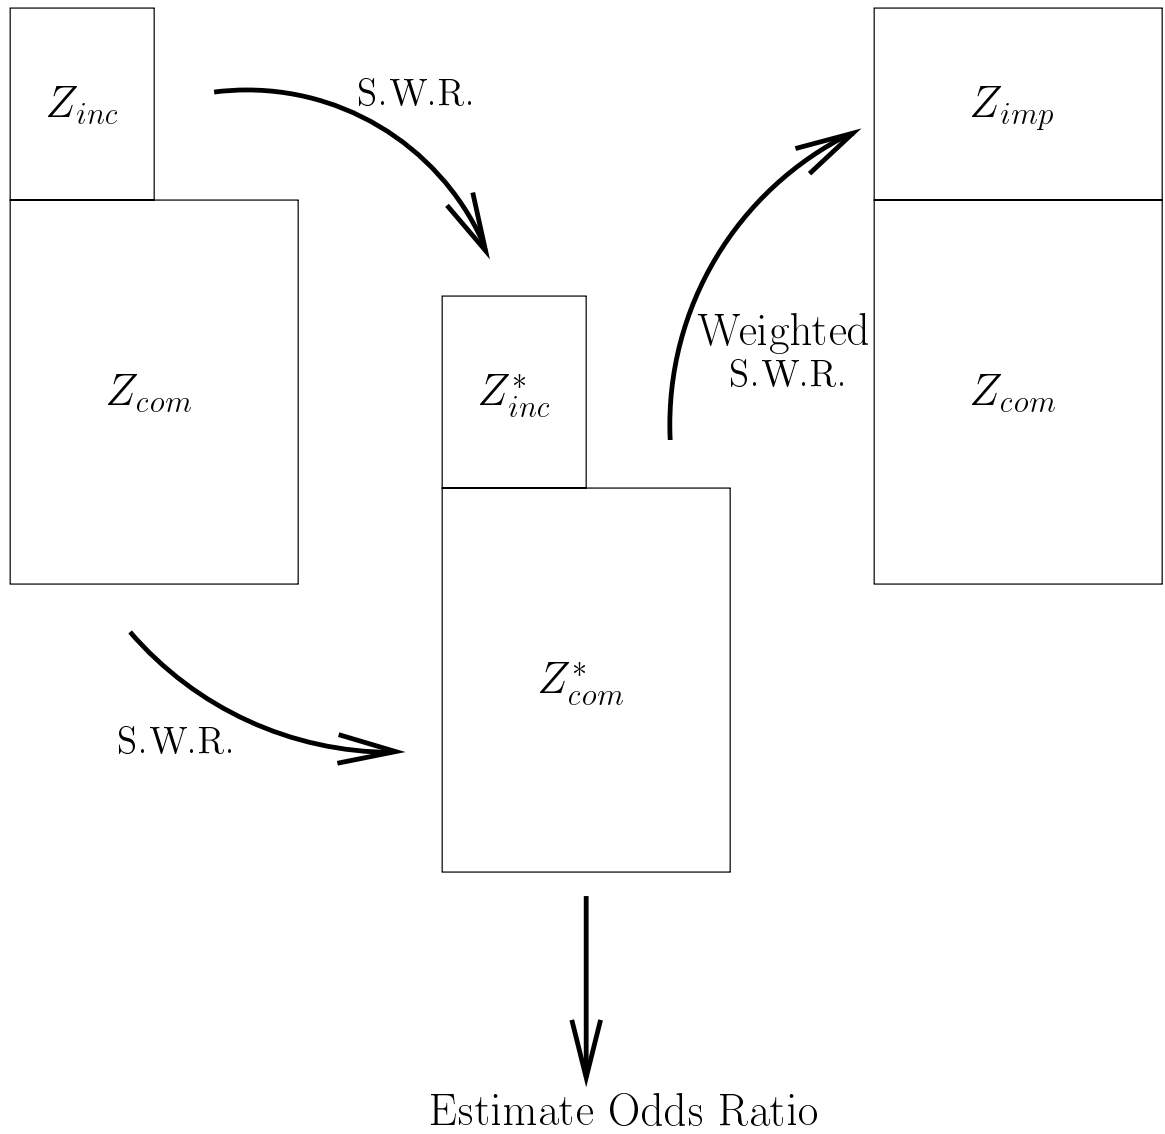 Z_{inc}
S.W.R.
Z_{com}
Z^*_{inc}
Z^*_{com}
S.W.R.
Weighted
S.W.R.
Z_{imp}
Z_{com}
Estimate Odds Ratio